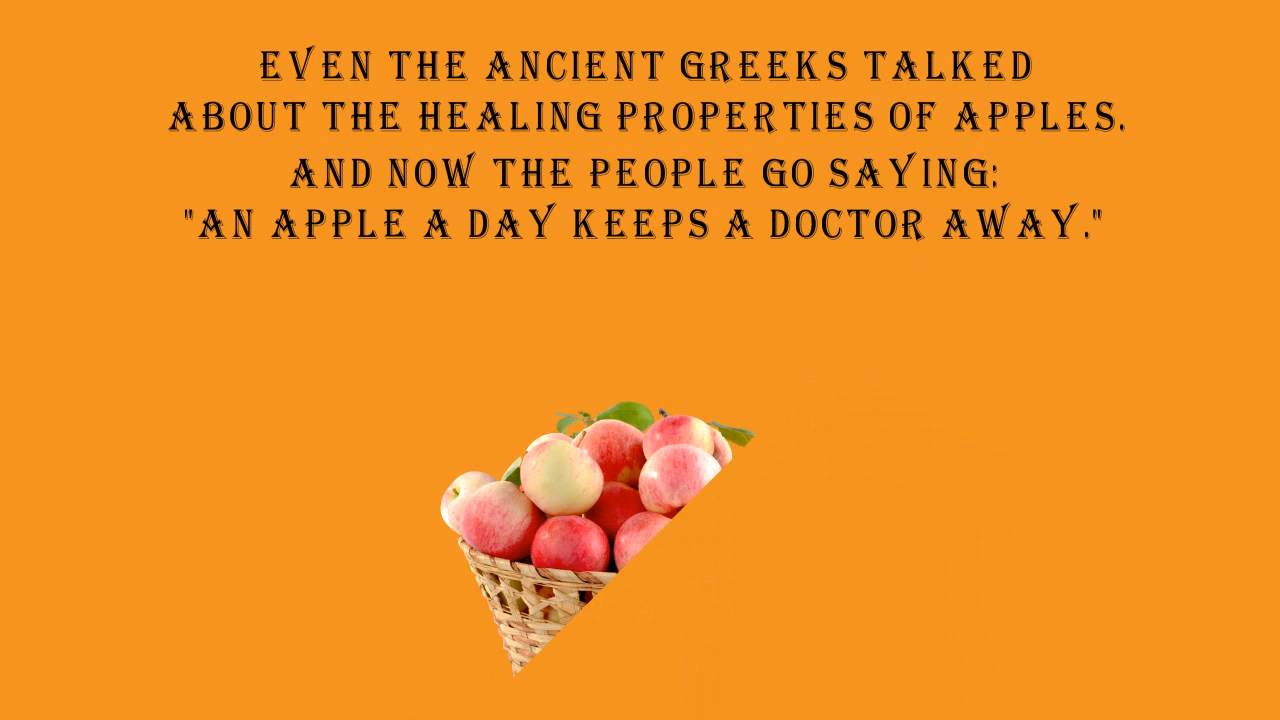 EVEN THE ANCIENT GREEKS TALKED
ABOUT THE HEALING PROPERTIES OF APPLES.
AND NOW THE PEOPLE GO SAYING:
"AN APPLE A DAY KEEPS A DOCTOR AWAY."